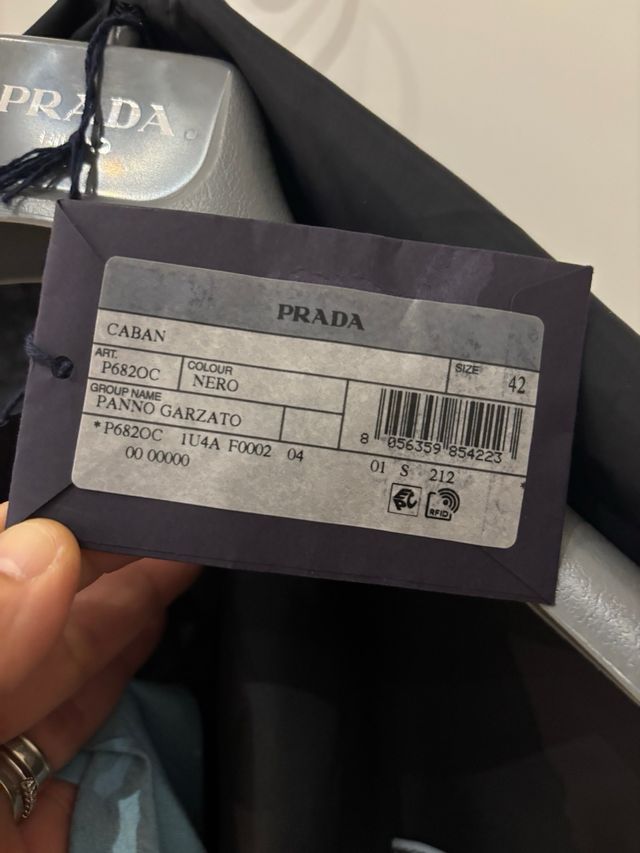 PRADA
PRADA
CABAN
SIZE 42
ART. P682OC
COLOUR NERO
GROUP NAME
PANNO GARZATO
*P682OC 1U4A F0002 04
00 00000
8 056359 854223
01 S 212
RFID